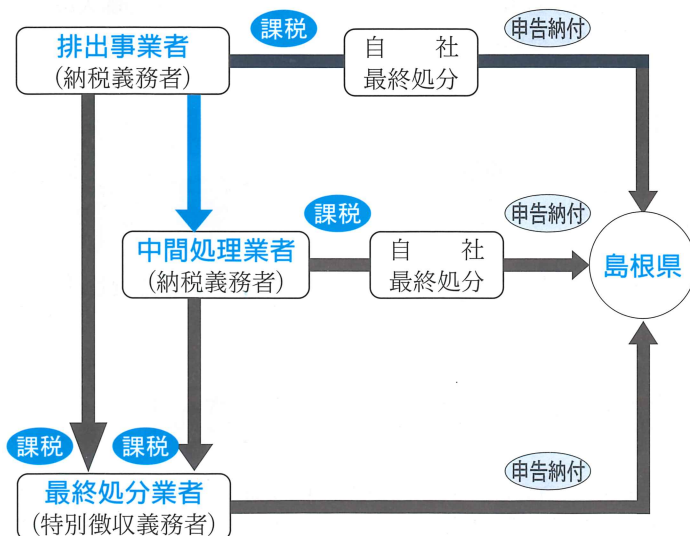 課税
申告納付
排出事業者
(納税義務者)
自 社
最終処分
課税
申告納付
中間処理業者
(納税義務者)
自 社
最終処分
島根県
課税
課税
申告納付
最終処分業者
(特別徴収義務者)